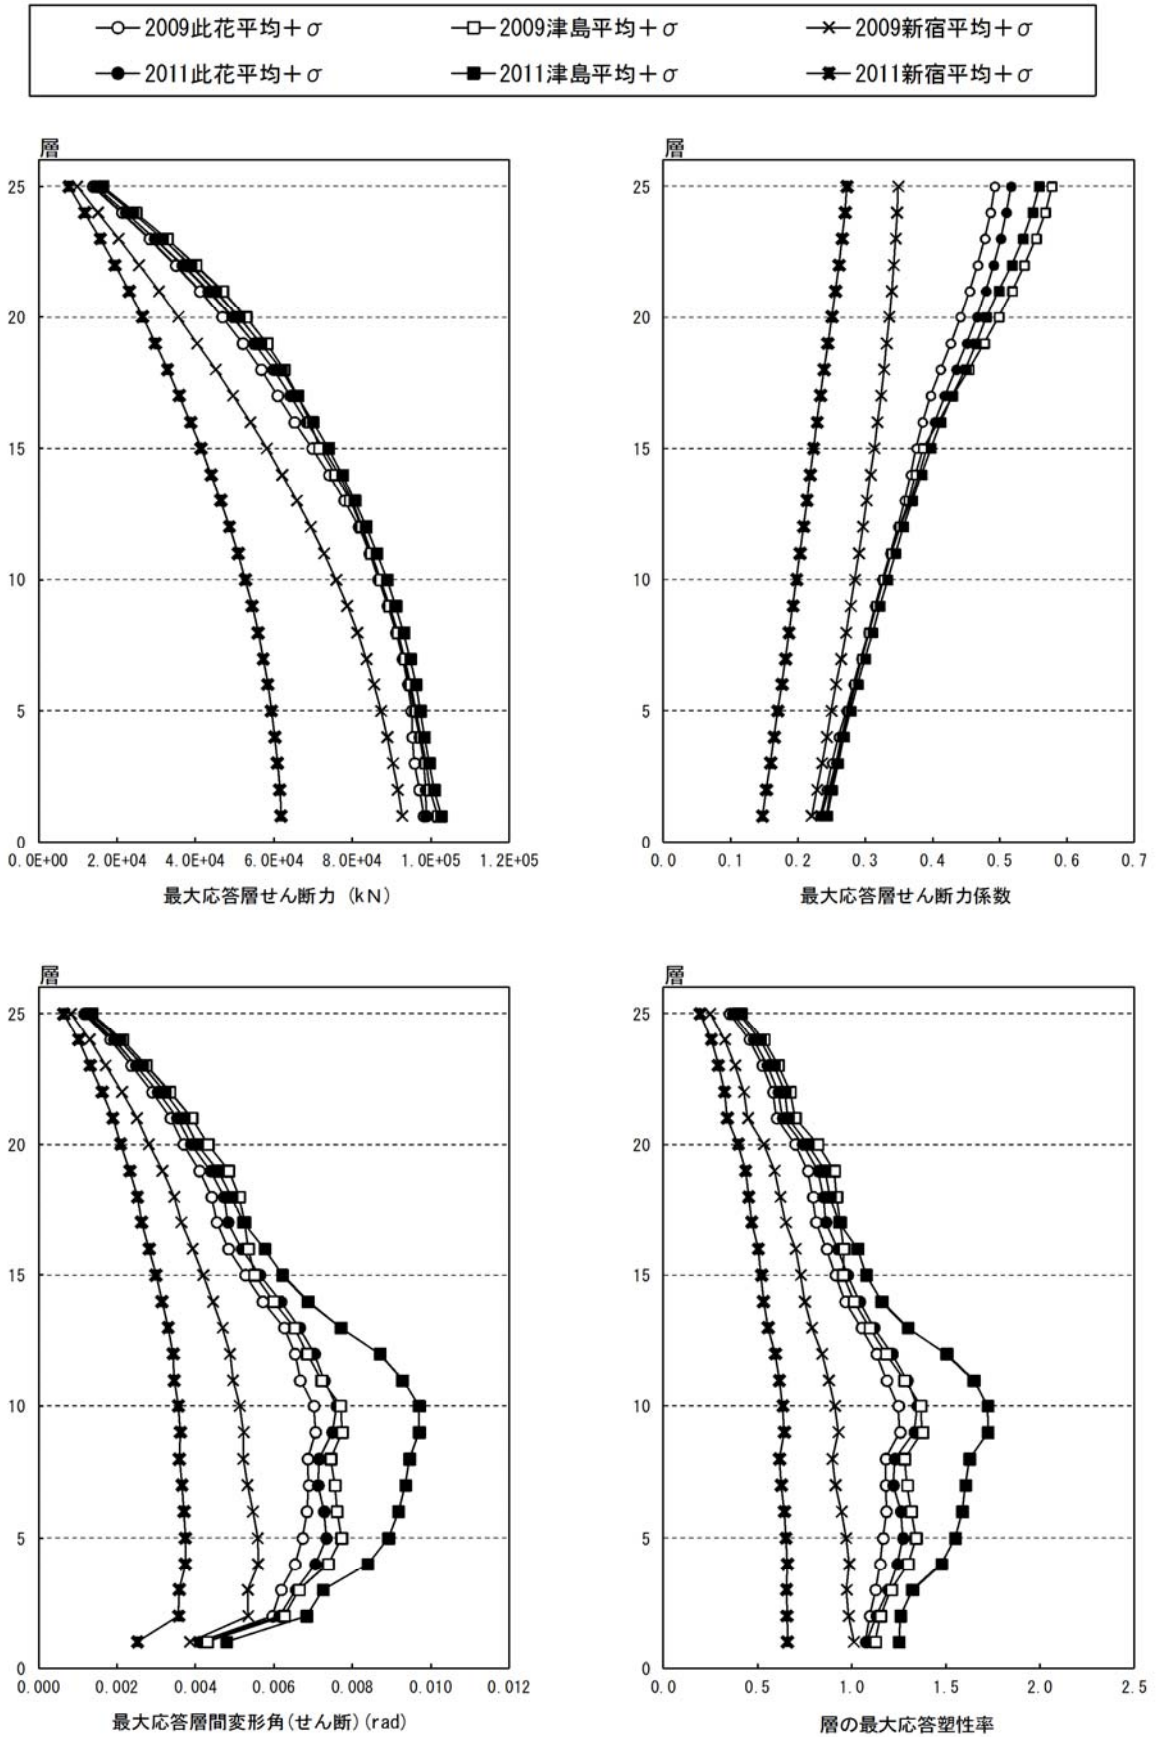 2009此花平均+σ 2009津島平均+σ 2009新宿平均+σ
2011此花平均+σ 2011津島平均+σ 2011新宿平均+σ
層
25
20
15
10
5
0
0.0E+00 2.0E+04 4.0E+04 6.0E+04 8.0E+04 1.0E+05 1.2E+05
最大応答層せん断力 (kN)
層
25
20
15
10
5
0
0.0 0.1 0.2 0.3 0.4 0.5 0.6 0.7
最大応答層せん断力係数
層
25
20
15
10
5
0
0.000 0.002 0.004 0.006 0.008 0.010 0.012
最大応答層間変形角(せん断)(rad)
層
25
20
15
10
5
0
0.0 0.5 1.0 1.5 2.0 2.5
層の最大応答塑性率